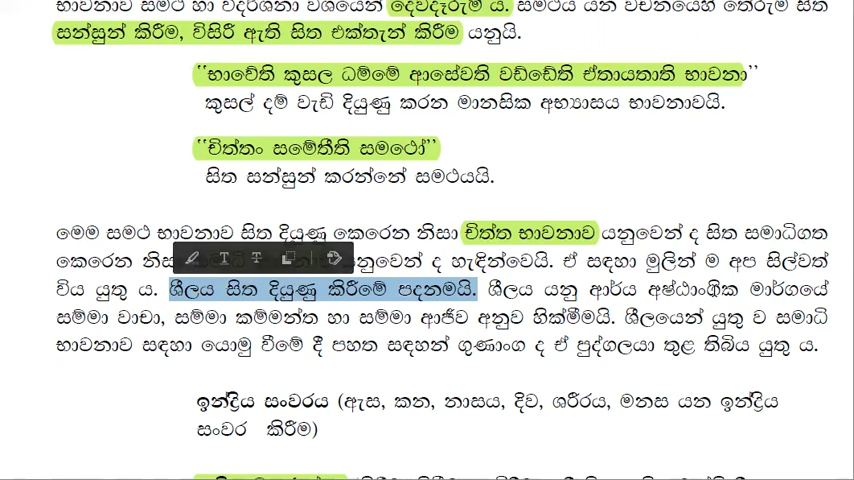 භාවනාව සමථ හා විදර්ශනා වශයෙන් දෙවදෑරුම් ය. සමථය යන වචනයෙහි තේරුම සිත
සන්සුන් කිරීම, විසිරී ඇති සිත එක්තැන් කිරීම යනුයි.
‘‘භාවේති කුසල ධම්මේ ආසේවති වඩ්ඪේති ඒතායතාති භාවනා’’
කුසල් දම් වැඩි දියුණු කරන මානසික අභ්‍යාසය භාවනාවයි.
‘‘චිත්තං සමේතීති සමථෝ’’
සිත සන්සුන් කරන්නේ සමථයයි.
මෙම සමථ භාවනාව සිත දියුණු කෙරෙන නිසා චිත්ත භාවනාව යනුවෙන් ද සිත සමාධිගත
කෙරෙන නිසා යනුවෙන් ද හැඳින්වෙයි. ඒ සඳහා මුලින් ම අප සිල්වත්
විය යුතු ය. ශීලය සිත දියුණු කිරීමේ පදනමයි. ශීලය යනු ආර්ය අෂ්ඨාංගික මාර්ගයේ
සම්මා වාචා, සම්මා කම්මන්ත හා සම්මා ආජීව අනුව හික්මීමයි. ශීලයෙන් යුතු ව සමාධි
භාවනාව සඳහා යොමු වීමේ දී පහත සඳහන් ගුණාංග ද ඒ පුද්ගලයා තුළ තිබිය යුතු ය.
ඉන්ද්‍රිය සංවරය (ඇස, කන, නාසය, දිව, ශරීරය, මනස යන ඉන්ද්‍රිය
සංවර කිරීම)